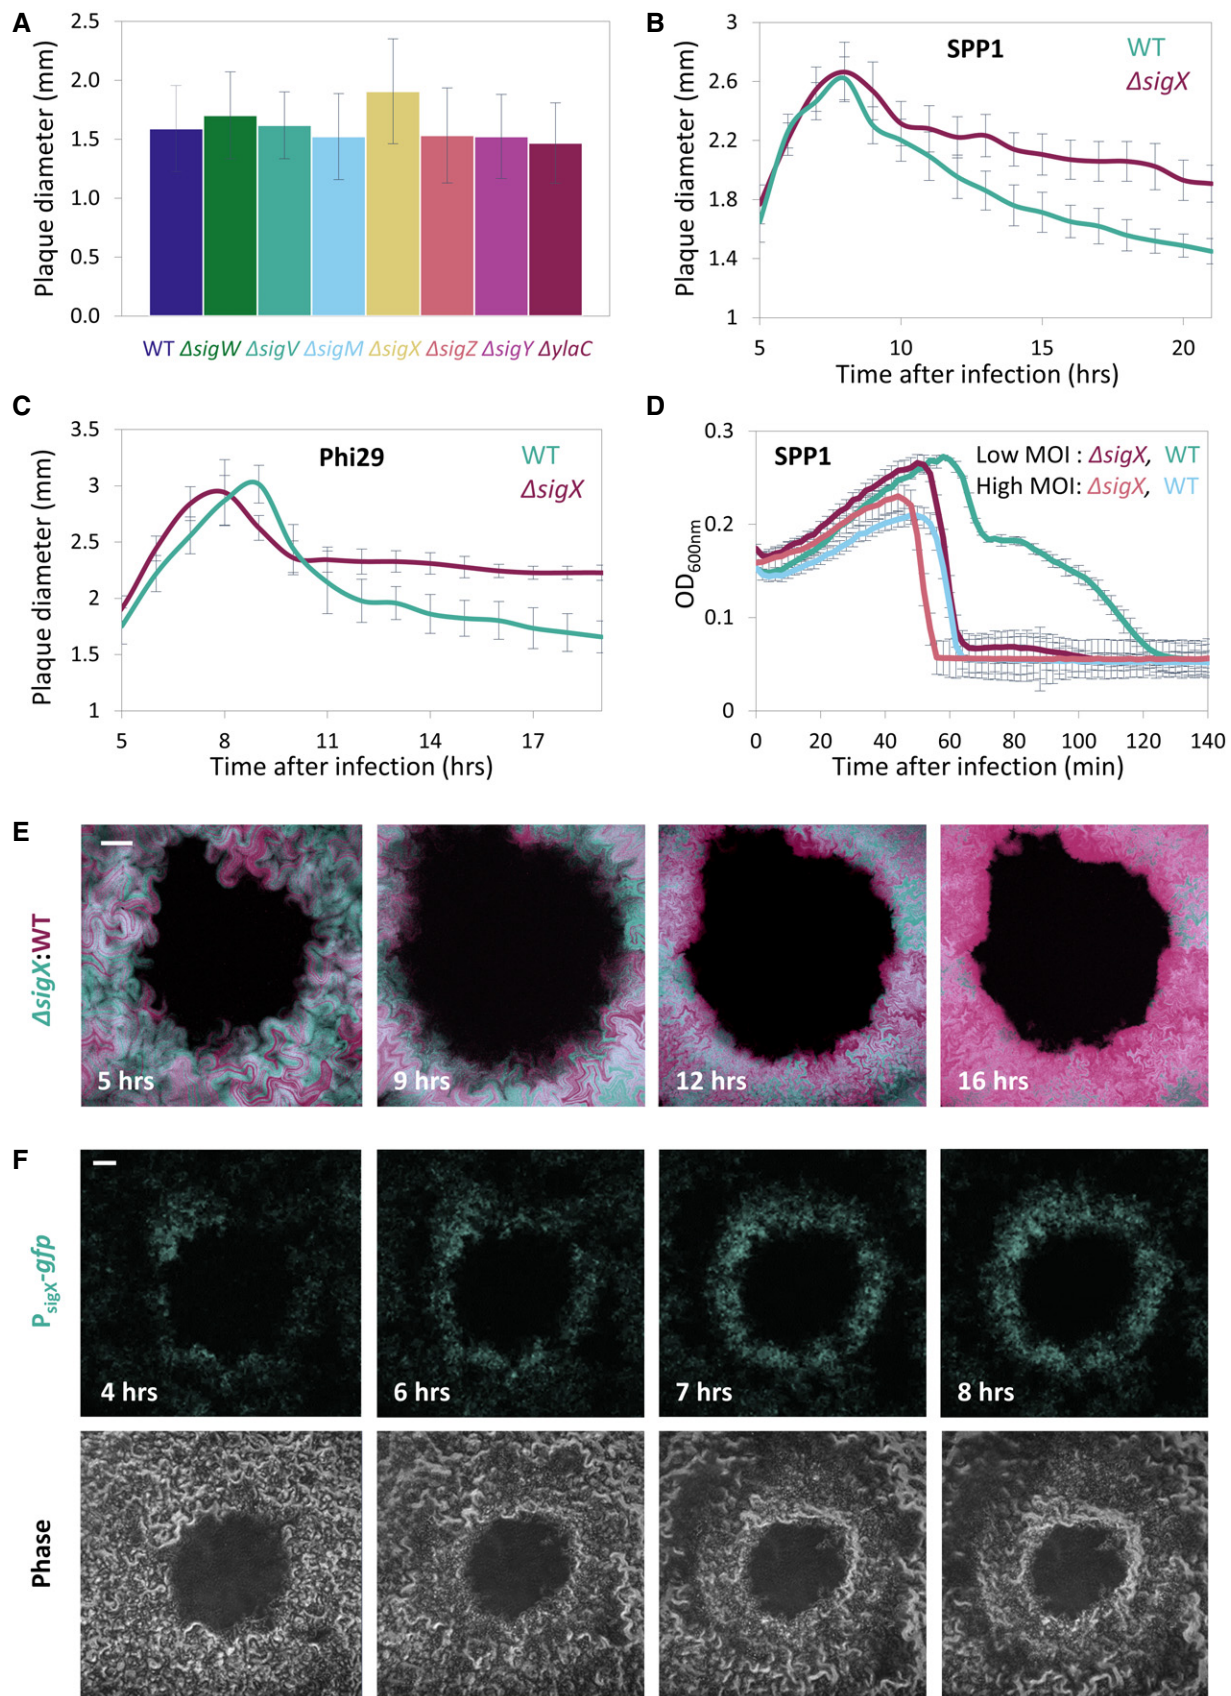 A
Plaque diameter (mm)
2.5
2.0
1.5
1.0
0.5
0.0
WT ΔsigW ΔsigV ΔsigM ΔsigX ΔsigZ ΔsigY ΔylaC
B
SPP1
WT
ΔsigX
Plaque diameter (mm)
3
2.6
2.2
1.8
1.4
1
5 10 15 20
Time after infection (hrs)
C
Phi29
WT
ΔsigX
Plaque diameter (mm)
3.5
3
2.5
2
1.5
1
5 8 11 14 17
Time after infection (hrs)
D
SPP1
Low MOI : ΔsigX, WT
High MOI: ΔsigX, WT
OD600nm
0.3
0.2
0.1
0
0 20 40 60 80 100 120 140
Time after infection (min)
E
ΔsigX:WT
5 hrs
9 hrs
12 hrs
16 hrs
F
PsigX-gfp
4 hrs
6 hrs
7 hrs
8 hrs
Phase